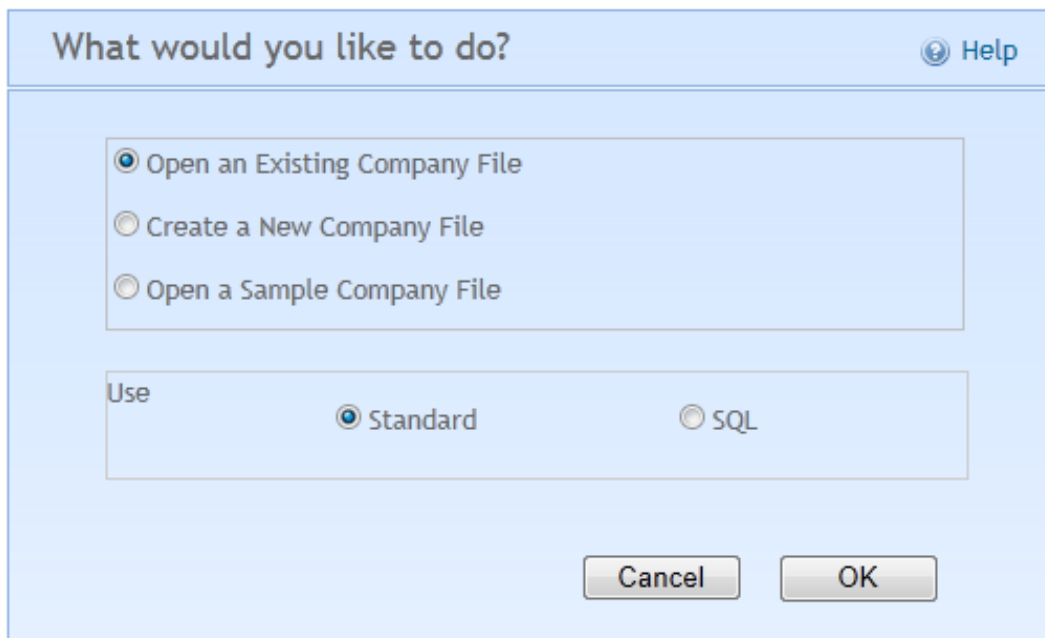 What would you like to do?
Help
Open an Existing Company File
Create a New Company File
Open a Sample Company File
Use
Standard
SQL
Cancel
OK